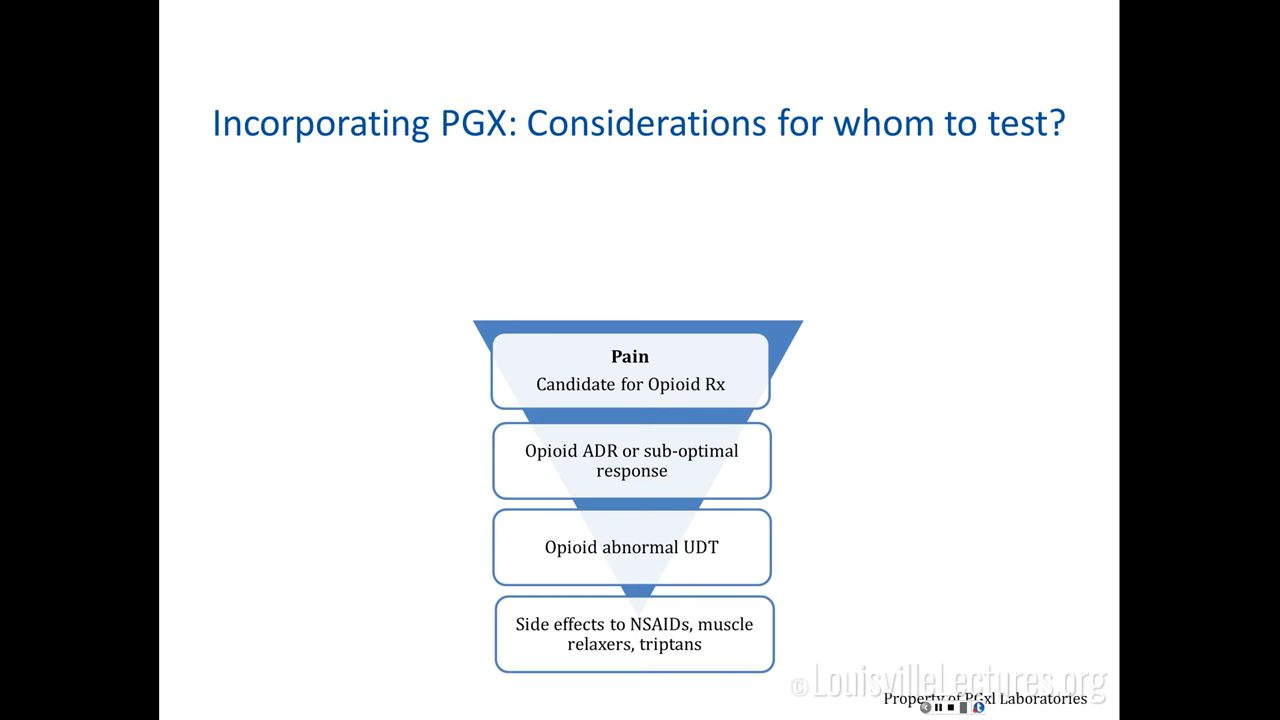 Incorporating PGX: Considerations for whom to test?
Pain
Candidate for Opioid Rx
Opioid ADR or sub-optimal
response
Opioid abnormal UDT
Side effects to NSAIDs, muscle
relaxers, triptans
© LouisvilleLectures.org
Property of PGxl Laboratories